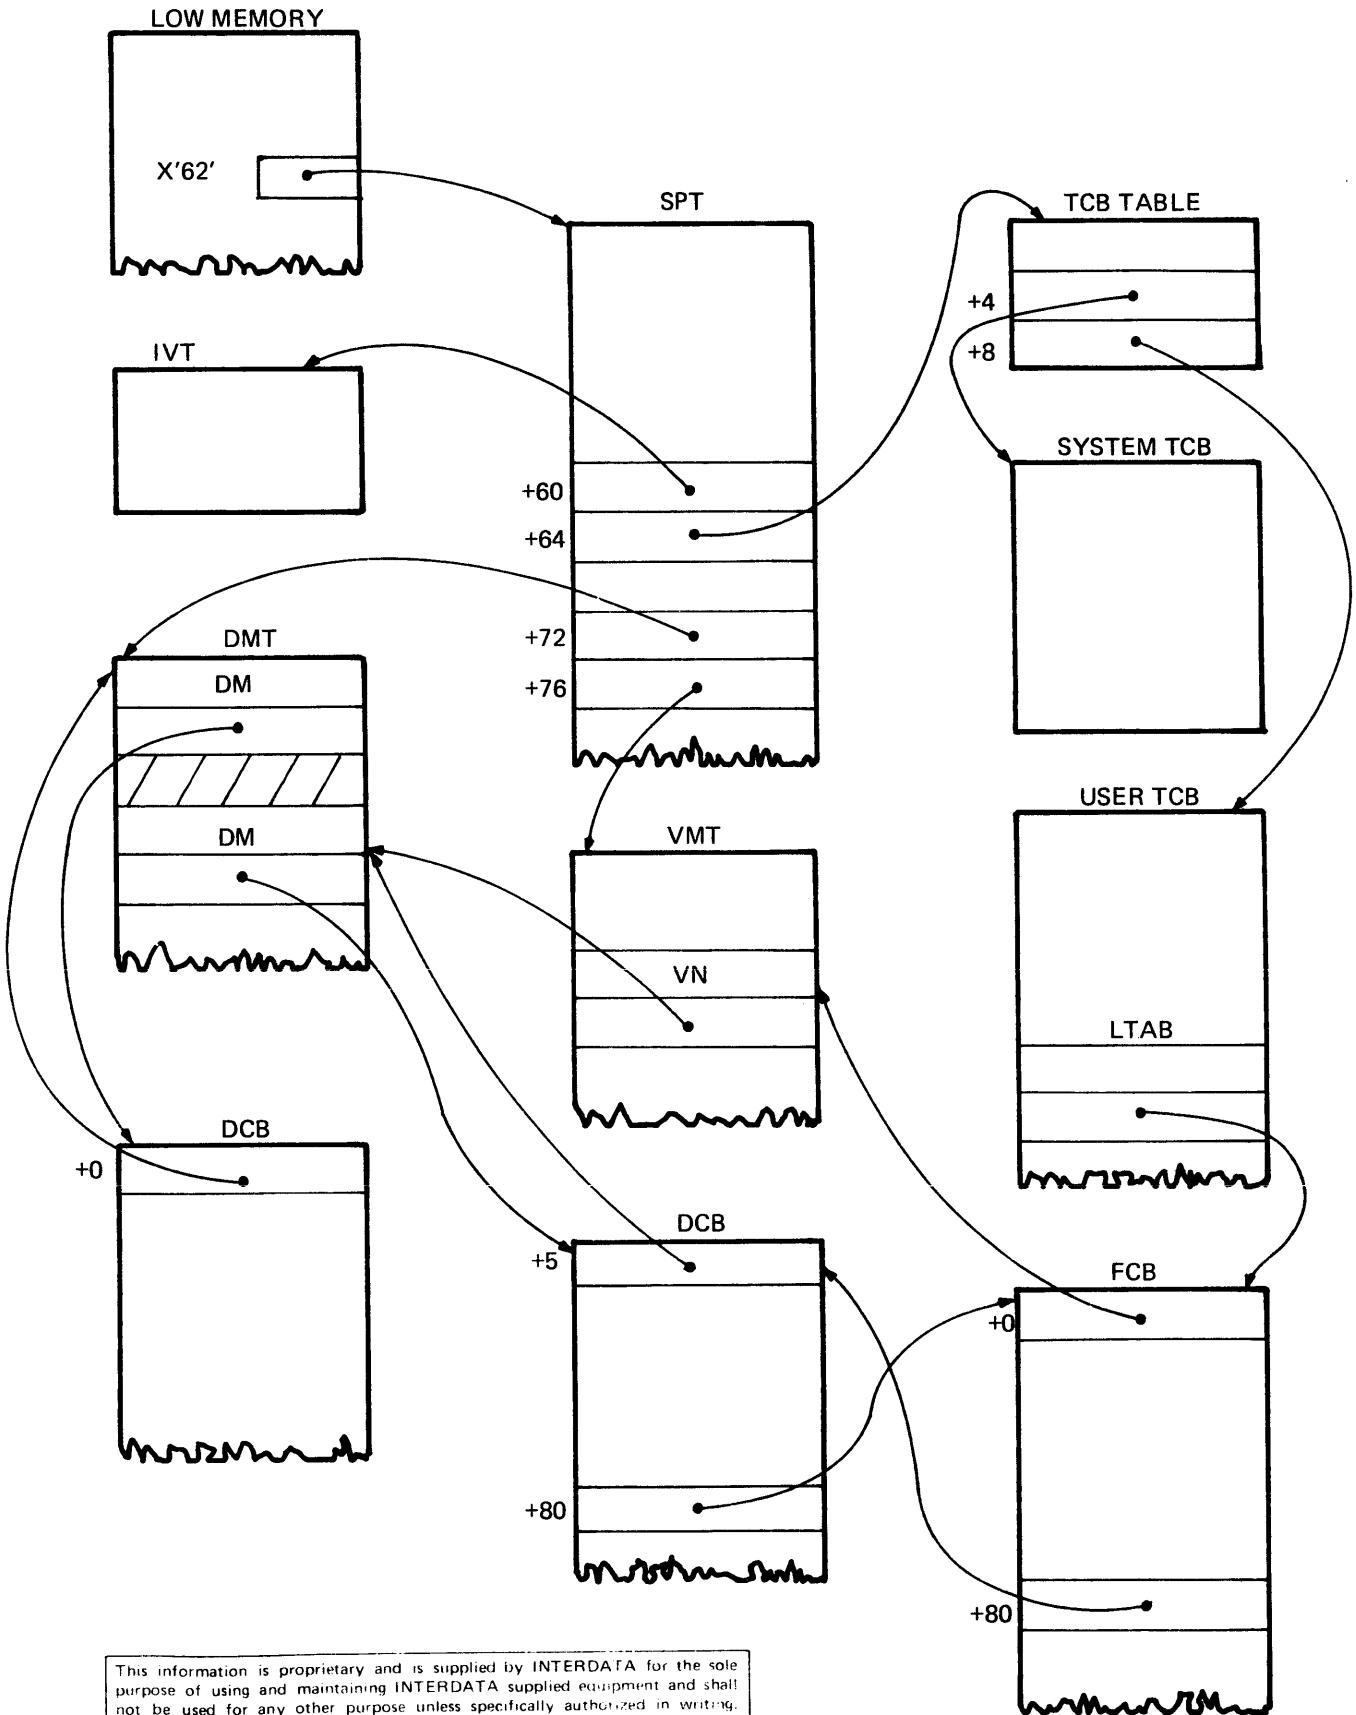 LOW MEMORY
X'62'
SPT
TCB TABLE
+4
+8
IVT
SYSTEM TCB
+60
+64
+72
+76
DMT
DM
DM
USER TCB
VMT
VN
LTAB
DCB
+0
DCB
+5
FCB
+0
+80
+80
This information is proprietary and is supplied by INTERDATA for the sole
purpose of using and maintaining INTERDATA supplied equipment and shall
not be used for any other purpose unless specifically authorized in writing.